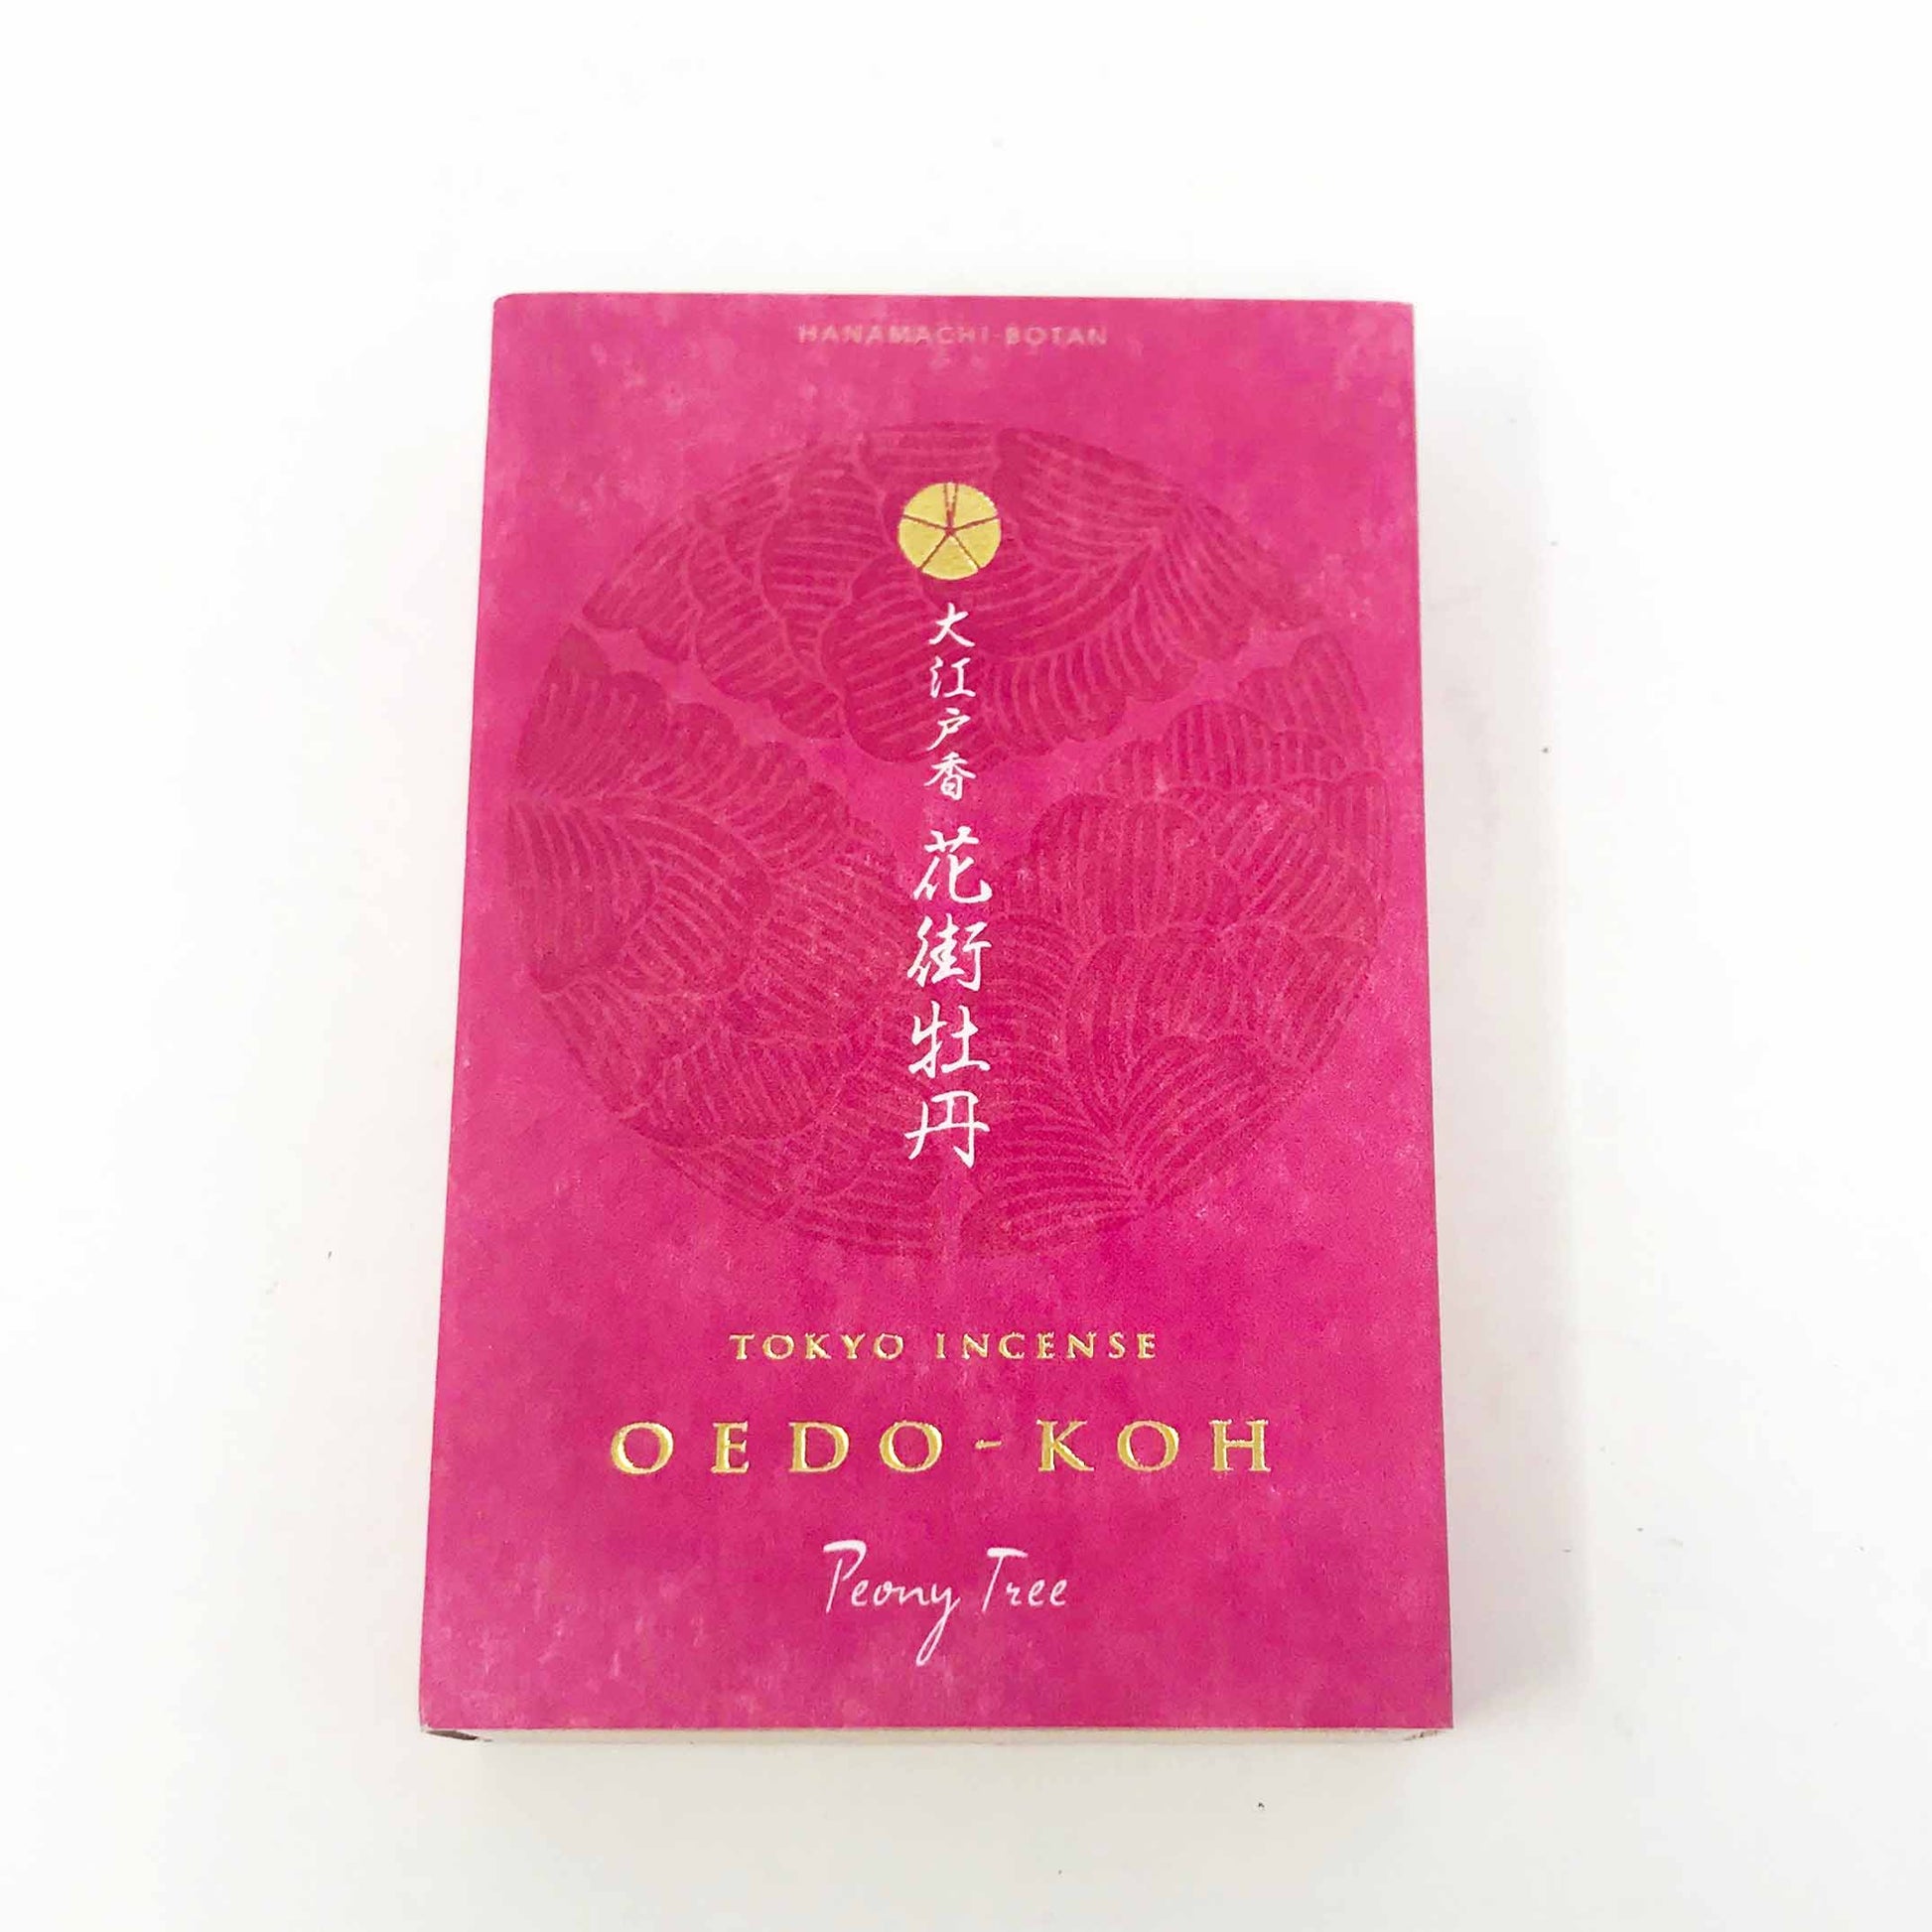 HANAMACHI-BOTAN
大江戸香
花街牡丹
TOKYO INCENSE
OEDO-KOH
Peony Tree